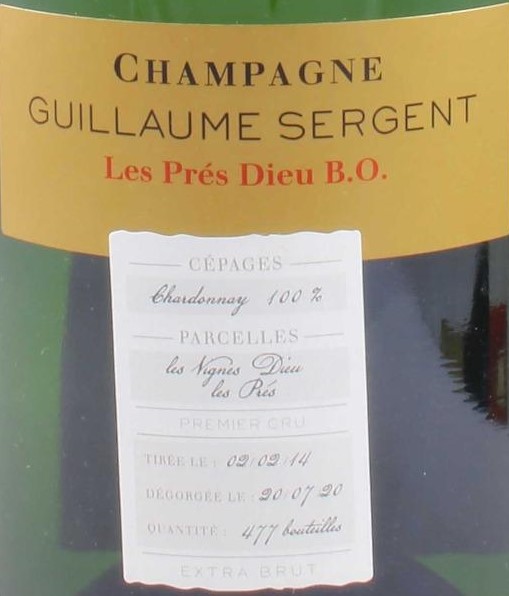 CHAMPAGNE
GUILLAUME SERGENT
Les Prés Dieu B.O.
CÉPAGES
Chardonnay 100 %
PARCELLES
les Vignes Dieu
les Prés
PREMIER CRU
TIRÉE LE : 02/02/14
DÉGORGÉE LE : 20/07/20
QUANTITÉ : 477 bouteilles
EXTRA BRUT